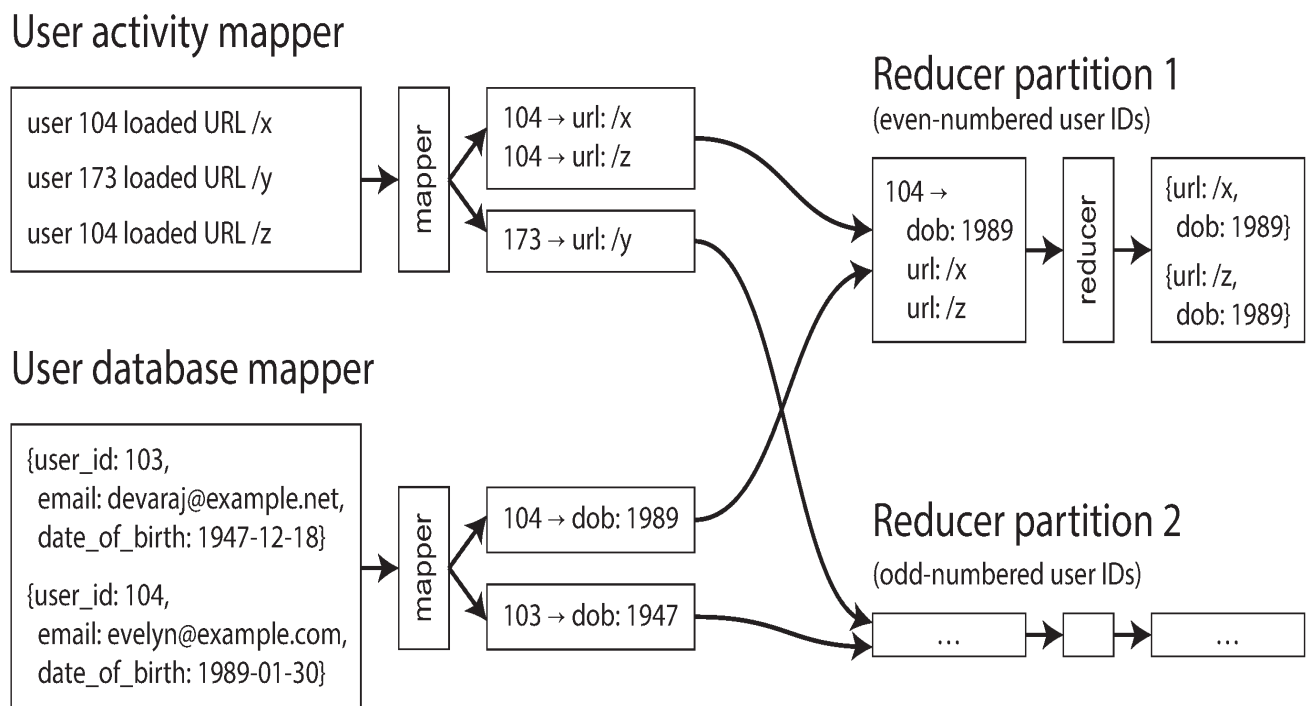 User activity mapper
user 104 loaded URL /x
user 173 loaded URL /y
user 104 loaded URL /z
mapper
104 → url: /x
104 → url: /z
173 → url: /y
Reducer partition 1
(even-numbered user IDs)
104 →
dob: 1989
url: /x
url: /z
reducer
{url: /x,
dob: 1989}
{url: /z,
dob: 1989}
User database mapper
{user_id: 103,
email: devaraj@example.net,
date_of_birth: 1947-12-18}
{user_id: 104,
email: evelyn@example.com,
date_of_birth: 1989-01-30}
mapper
104 → dob: 1989
103 → dob: 1947
Reducer partition 2
(odd-numbered user IDs)
...
...